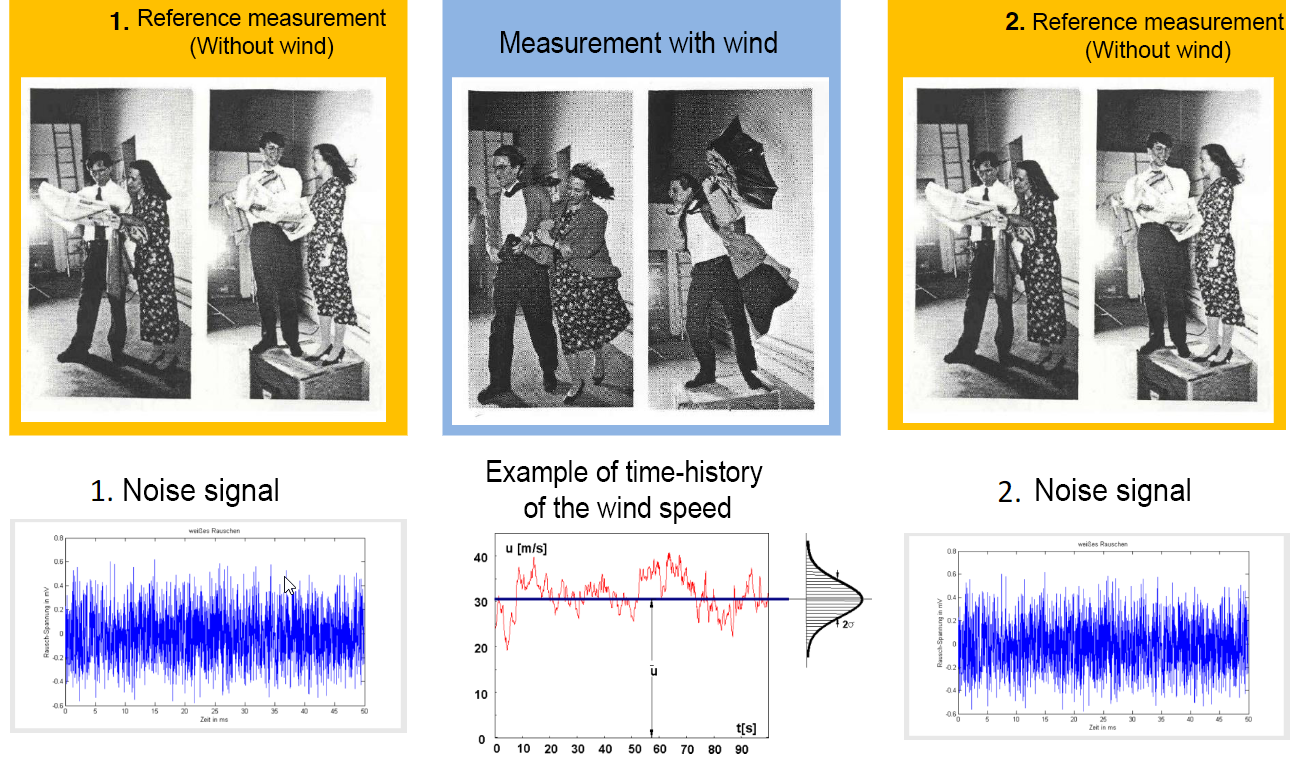 1. Reference measurement
(Without wind)
Measurement with wind
2. Reference measurement
(Without wind)
1. Noise signal
Example of time-history
of the wind speed
2. Noise signal
weißes Rauschen
Rausch-Spannung in mV
0.8
0.6
0.4
0.2
0
-0.2
-0.4
-0.6
0 5 10 15 20 25 30 35 40 45 50
Zeit in ms
u [m/s]
40
30
20
10
0
ū
t[s]
0 10 20 30 40 50 60 70 80 90
2σ
weißes Rauschen
Rausch-Spannung in mV
0.8
0.6
0.4
0.2
0
-0.2
-0.4
-0.6
0 5 10 15 20 25 30 35 40 45 50
Zeit in ms